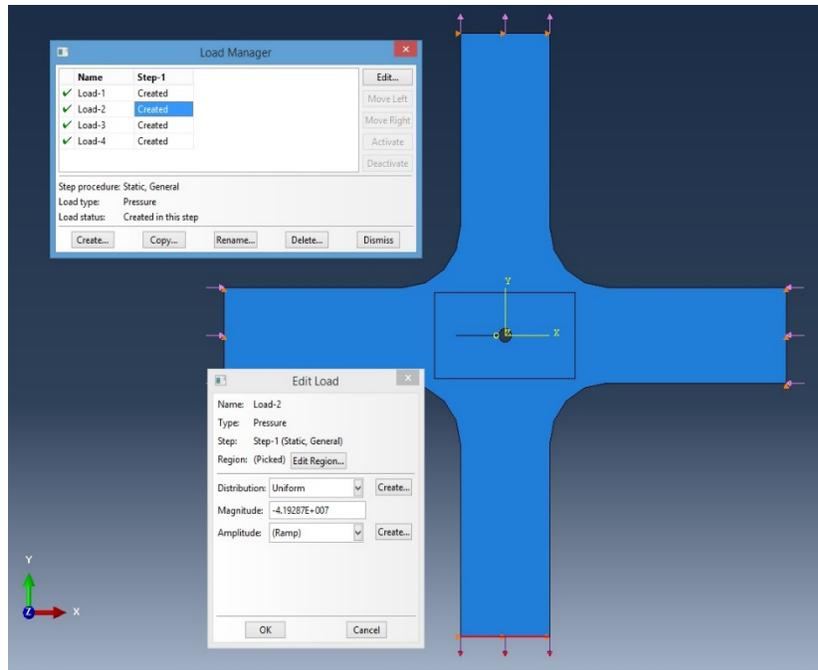 Load Manager
Name Step-1
Load-1 Created
Load-2 Created
Load-3 Created
Load-4 Created
Edit...
Move Left
Move Right
Activate
Deactivate
Step procedure: Static, General
Load type: Pressure
Load status: Created in this step
Create... Copy... Rename... Delete... Dismiss
Y
X
Edit Load
Name: Load-2
Type: Pressure
Step: Step-1 (Static, General)
Region: (Picked) Edit Region...
Distribution: Uniform Create...
Magnitude: -4.19287E+007
Amplitude: (Ramp) Create...
OK Cancel
Y
Z X